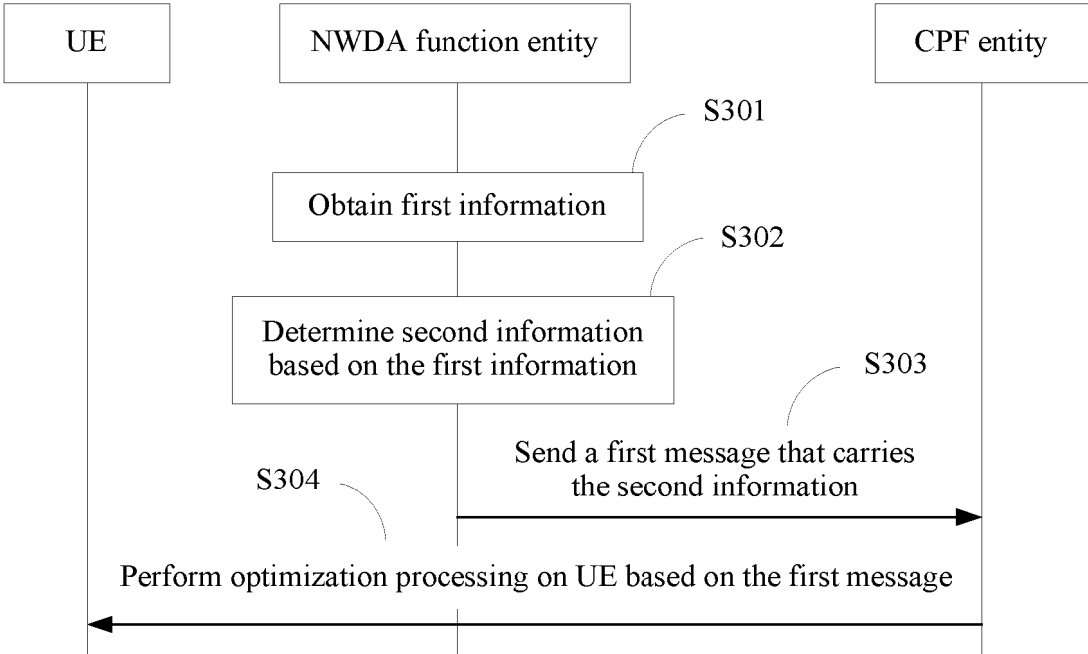 UE
NWDA function entity
CPF entity
S301
Obtain first information
S302
Determine second information
based on the first information
S303
Send a first message that carries
the second information
S304
Perform optimization processing on UE based on the first message